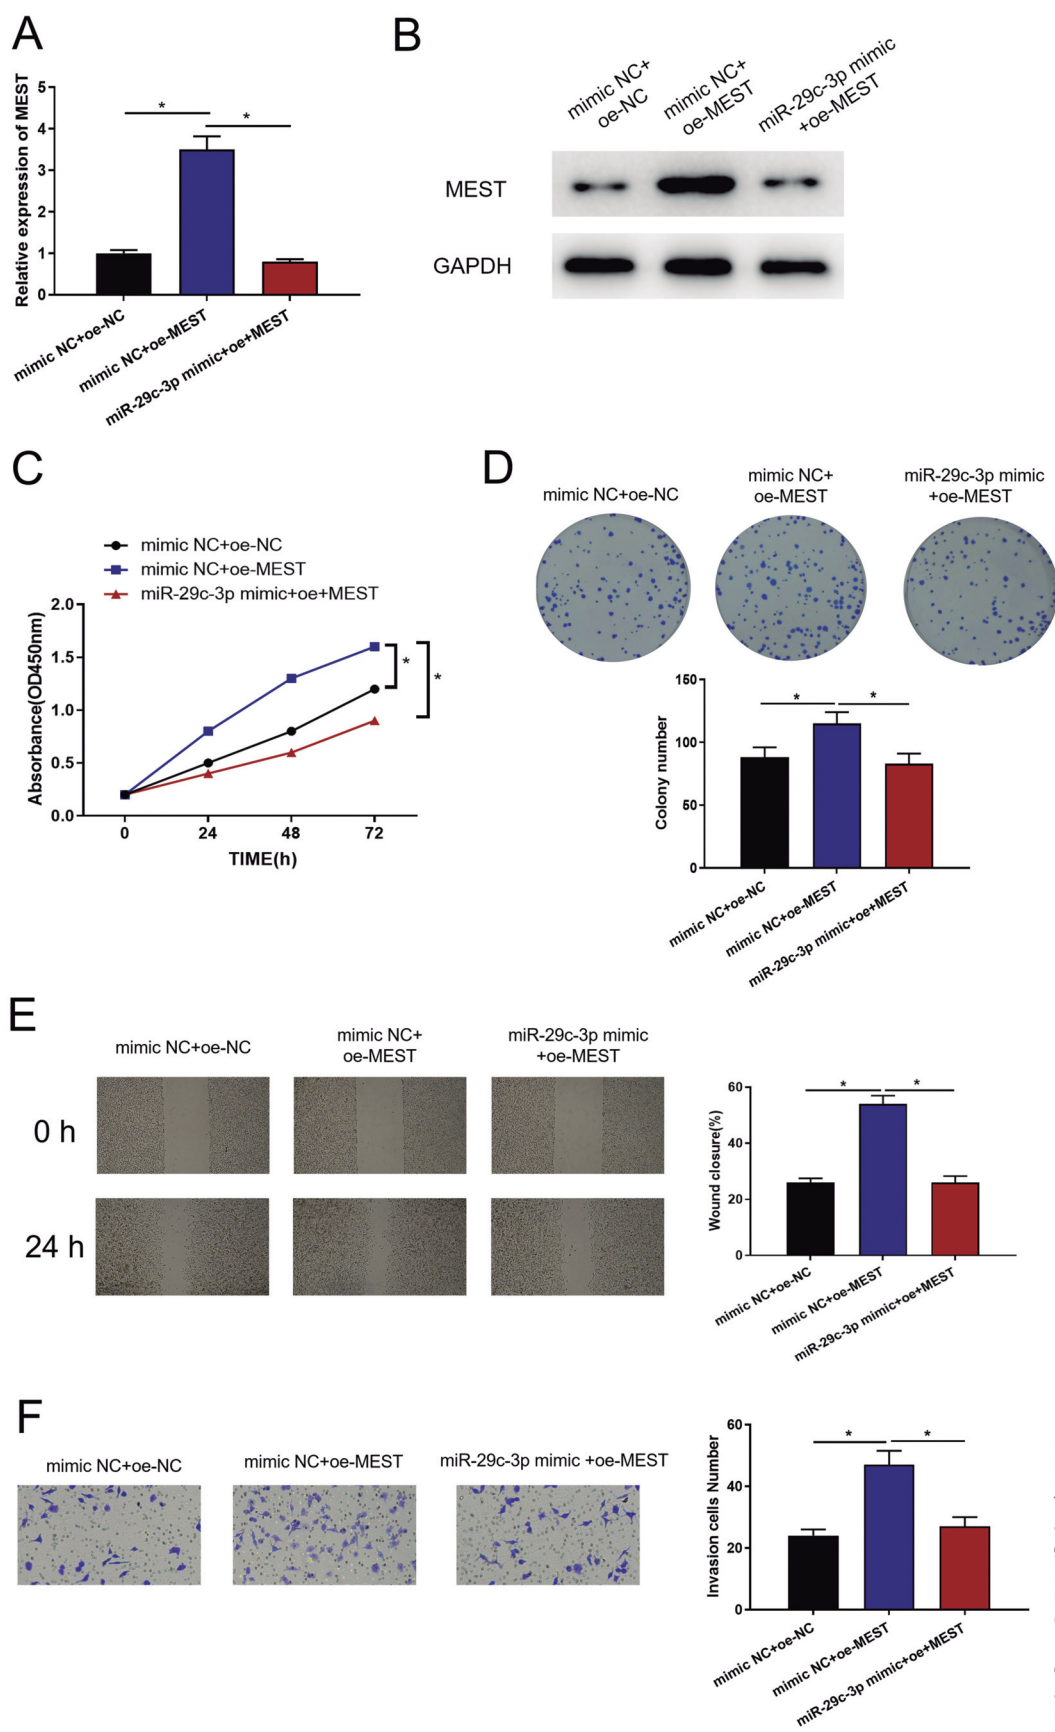 A
Relative expression of MEST
5
4
3
2
1
0
*
*
mimic NC+oe-NC
mimic NC+oe-MEST
miR-29c-3p mimic+oe+MEST
B
mimic NC+
oe-NC
mimic NC+
oe-MEST
miR-29c-3p mimic
+oe-MEST
MEST
GAPDH
C
mimic NC+oe-NC
mimic NC+oe-MEST
miR-29c-3p mimic+oe+MEST
Absorbance(OD450nm)
2.0
1.5
1.0
0.5
0.0
*
*
0 24 48 72
TIME(h)
D
mimic NC+oe-NC
mimic NC+
oe-MEST
miR-29c-3p mimic
+oe-MEST
Colony number
150
100
50
0
*
*
mimic NC+oe-NC
mimic NC+oe-MEST
miR-29c-3p mimic+oe+MEST
E
mimic NC+oe-NC
mimic NC+
oe-MEST
miR-29c-3p mimic
+oe-MEST
0 h
24 h
Wound closure(%)
60
40
20
0
*
*
mimic NC+oe-NC
mimic NC+oe-MEST
miR-29c-3p mimic+oe+MEST
F
mimic NC+oe-NC
mimic NC+oe-MEST
miR-29c-3p mimic +oe-MEST
Invasion cells Number
60
40
20
0
*
*
mimic NC+oe-NC
mimic NC+oe-MEST
miR-29c-3p mimic+oe+MEST